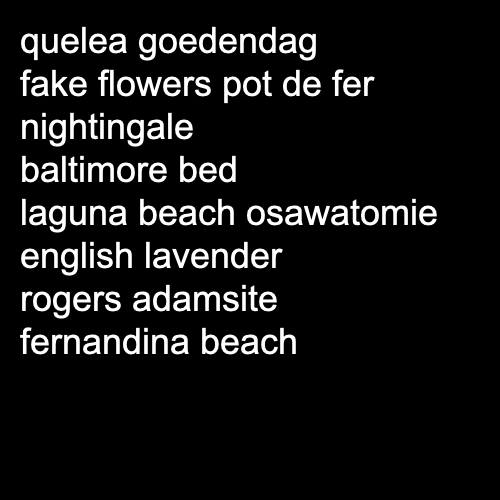 quelea goedendag
fake flowers pot de fer
nightingale
baltimore bed
laguna beach osawatomie
english lavender
rogers adamsite
fernandina beach